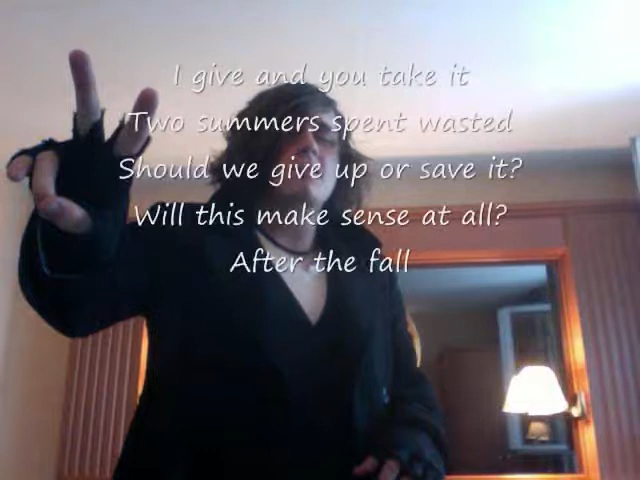 I give and you take it
Two summers spent wasted
Should we give up or save it?
Will this make sense at all?
After the fall